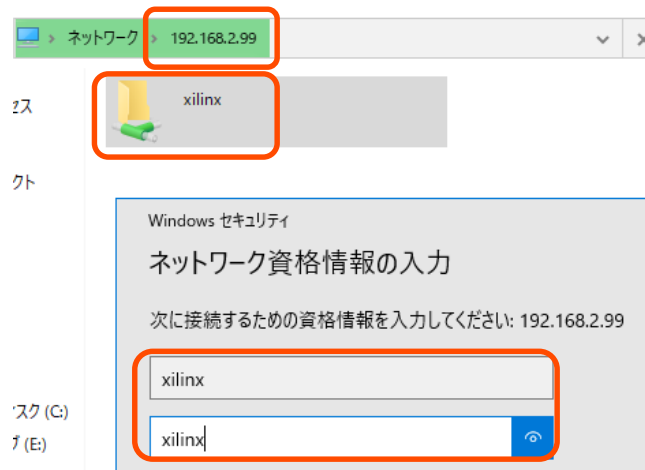 ネットワーク › 192.168.2.99
セス
xilinx
クト
Windows セキュリティ
ネットワーク資格情報の入力
次に接続するための資格情報を入力してください: 192.168.2.99
xilinx
xilinx
スク (C:)
ブ (E:)